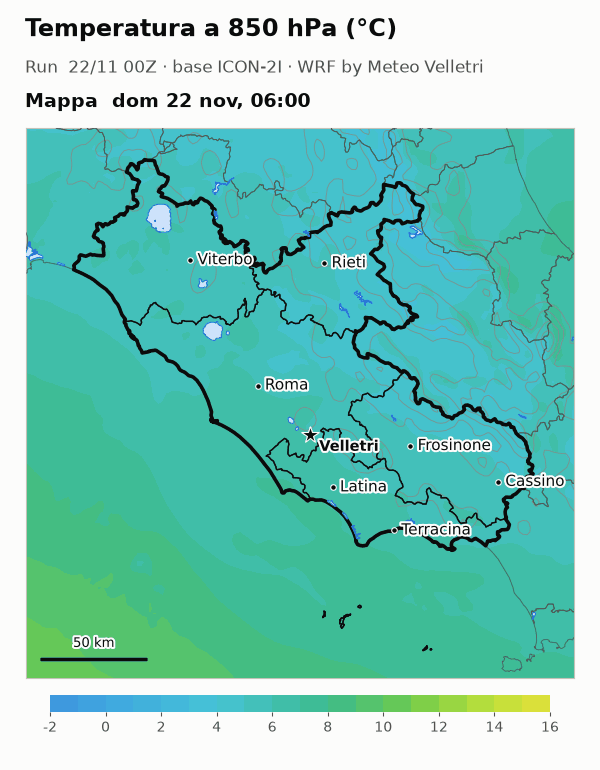 Temperatura a 850 hPa (°C)
Run  22/11 00Z · base ICON-2I · WRF by Meteo Velletri
Mappa  dom 22 nov, 06:00
Viterbo
Rieti
Roma
Velletri
Frosinone
Cassino
Latina
Terracina
50 km
-2 0 2 4 6 8 10 12 14 16